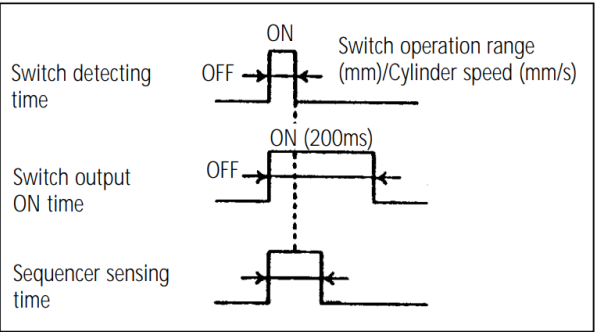 ON
Switch operation range
(mm)/Cylinder speed (mm/s)
Switch detecting
time
OFF
ON (200ms)
Switch output
ON time
OFF
Sequencer sensing
time